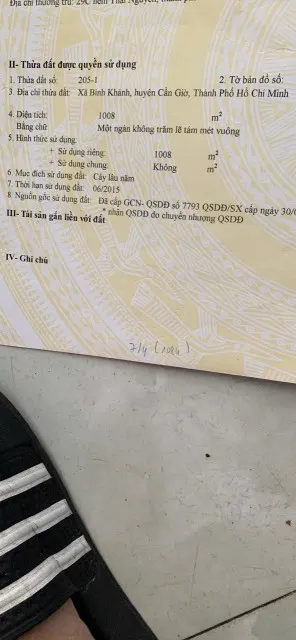 Địa chỉ thường trú: 29C hẻm Thái Nguyên,
II- Thửa đất được quyền sử dụng
1. Thửa đất số: 205-1 2. Tờ bản đồ số:
3. Địa chỉ thửa đất: Xã Bình Khánh, huyện Cần Giờ, Thành Phố Hồ Chí Minh
4. Diện tích: 1008 m²
Bằng chữ: Một ngàn không trăm lẽ tám mét vuông
5. Hình thức sử dụng
+ Sử dụng riêng: 1008 m²
+ Sử dụng chung: Không m²
6. Mục đích sử dụng đất: Cây lâu năm
7. Thời hạn sử dụng đất: 06/2015
8. Nguồn gốc sử dụng đất: Đã cấp GCN- QSDĐ số 7793 QSDĐ/SX cấp ngày 30/
nhận QSDĐ do chuyển nhượng QSDĐ
III- Tài sản gắn liền với đất
IV- Ghi chú